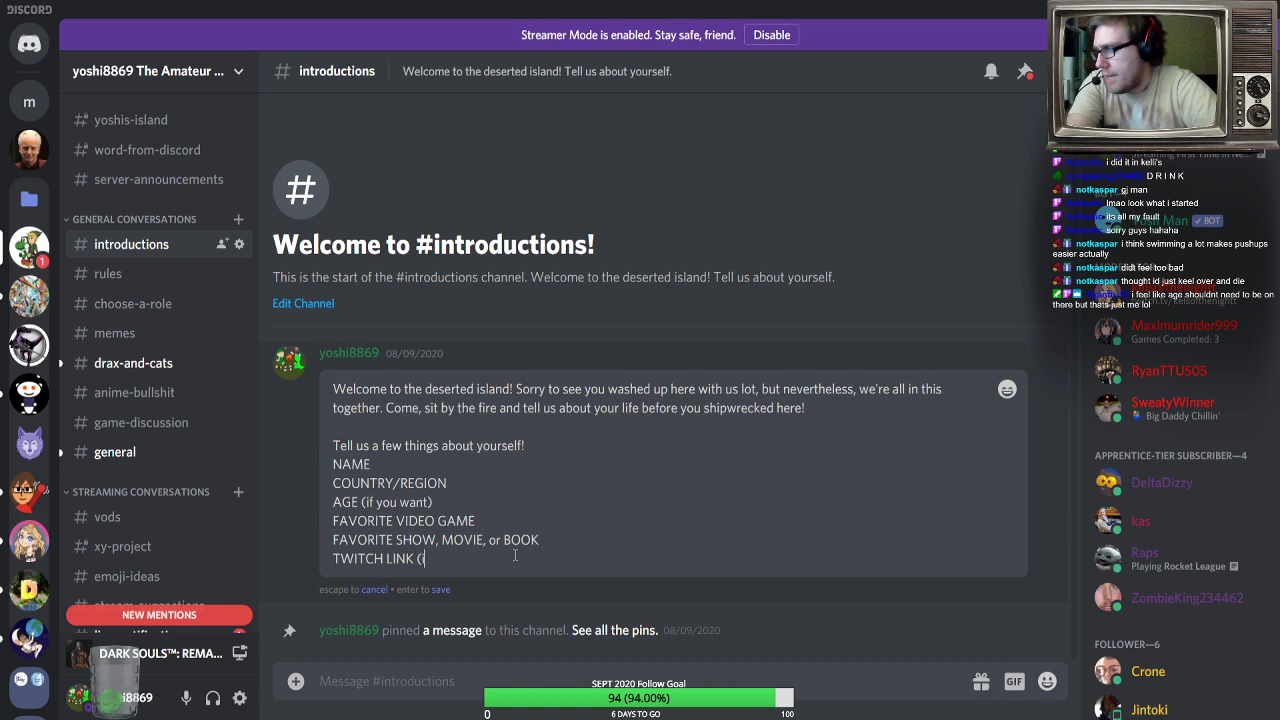 DISCORD
Streamer Mode is enabled. Stay safe, friend. Disable
yoshi8869 The Amateur ...
# introductions Welcome to the deserted island! Tell us about yourself.
m
yoshis-island
word-from-discord
server-announcements
GENERAL CONVERSATIONS +
introductions
# rules
# choose-a-role
# memes
# drax-and-cats
# anime-bullshit
# game-discussion
# general
STREAMING CONVERSATIONS +
# vods
# xy-project
# emoji-ideas
NEW MENTIONS
DARK SOULS™: REMA...
1
#
Welcome to #introductions!
This is the start of the #introductions channel. Welcome to the deserted island! Tell us about yourself.
Edit Channel
yoshi8869 08/09/2020
Welcome to the deserted island! Sorry to see you washed up here with us lot, but nevertheless, we're all in this
together. Come, sit by the fire and tell us about your life before you shipwrecked here!
Tell us a few things about yourself!
NAME
COUNTRY/REGION
AGE (if you want)
FAVORITE VIDEO GAME
FAVORITE SHOW, MOVIE, or BOOK
TWITCH LINK (i
escape to cancel • enter to save
yoshi8869 pinned a message to this channel. See all the pins. 08/09/2020
Message #introductions
GIF
SEPT 2020 Follow Goal
94 (94.00%)
0 6 DAYS TO GO 100
i did it in kelli's
D R I N K
notkaspar gj man
lmao look what i started
its all my fault
sorry guys hahaha
notkaspar i think swimming a lot makes pushups
easier actually
notkaspar didt feel too bad
notkaspar thought id just keel over and die
i feel like age shouldnt need to be on
there but thats just me lol
BOT
Maximumrider999
Games Completed: 3
RyanTTU505
SweatyWinner
Big Daddy Chillin'
APPRENTICE-TIER SUBSCRIBER—4
DeltaDizzy
kas
Raps
Playing Rocket League
ZombieKing234462
FOLLOWER—6
Crone
Jintoki